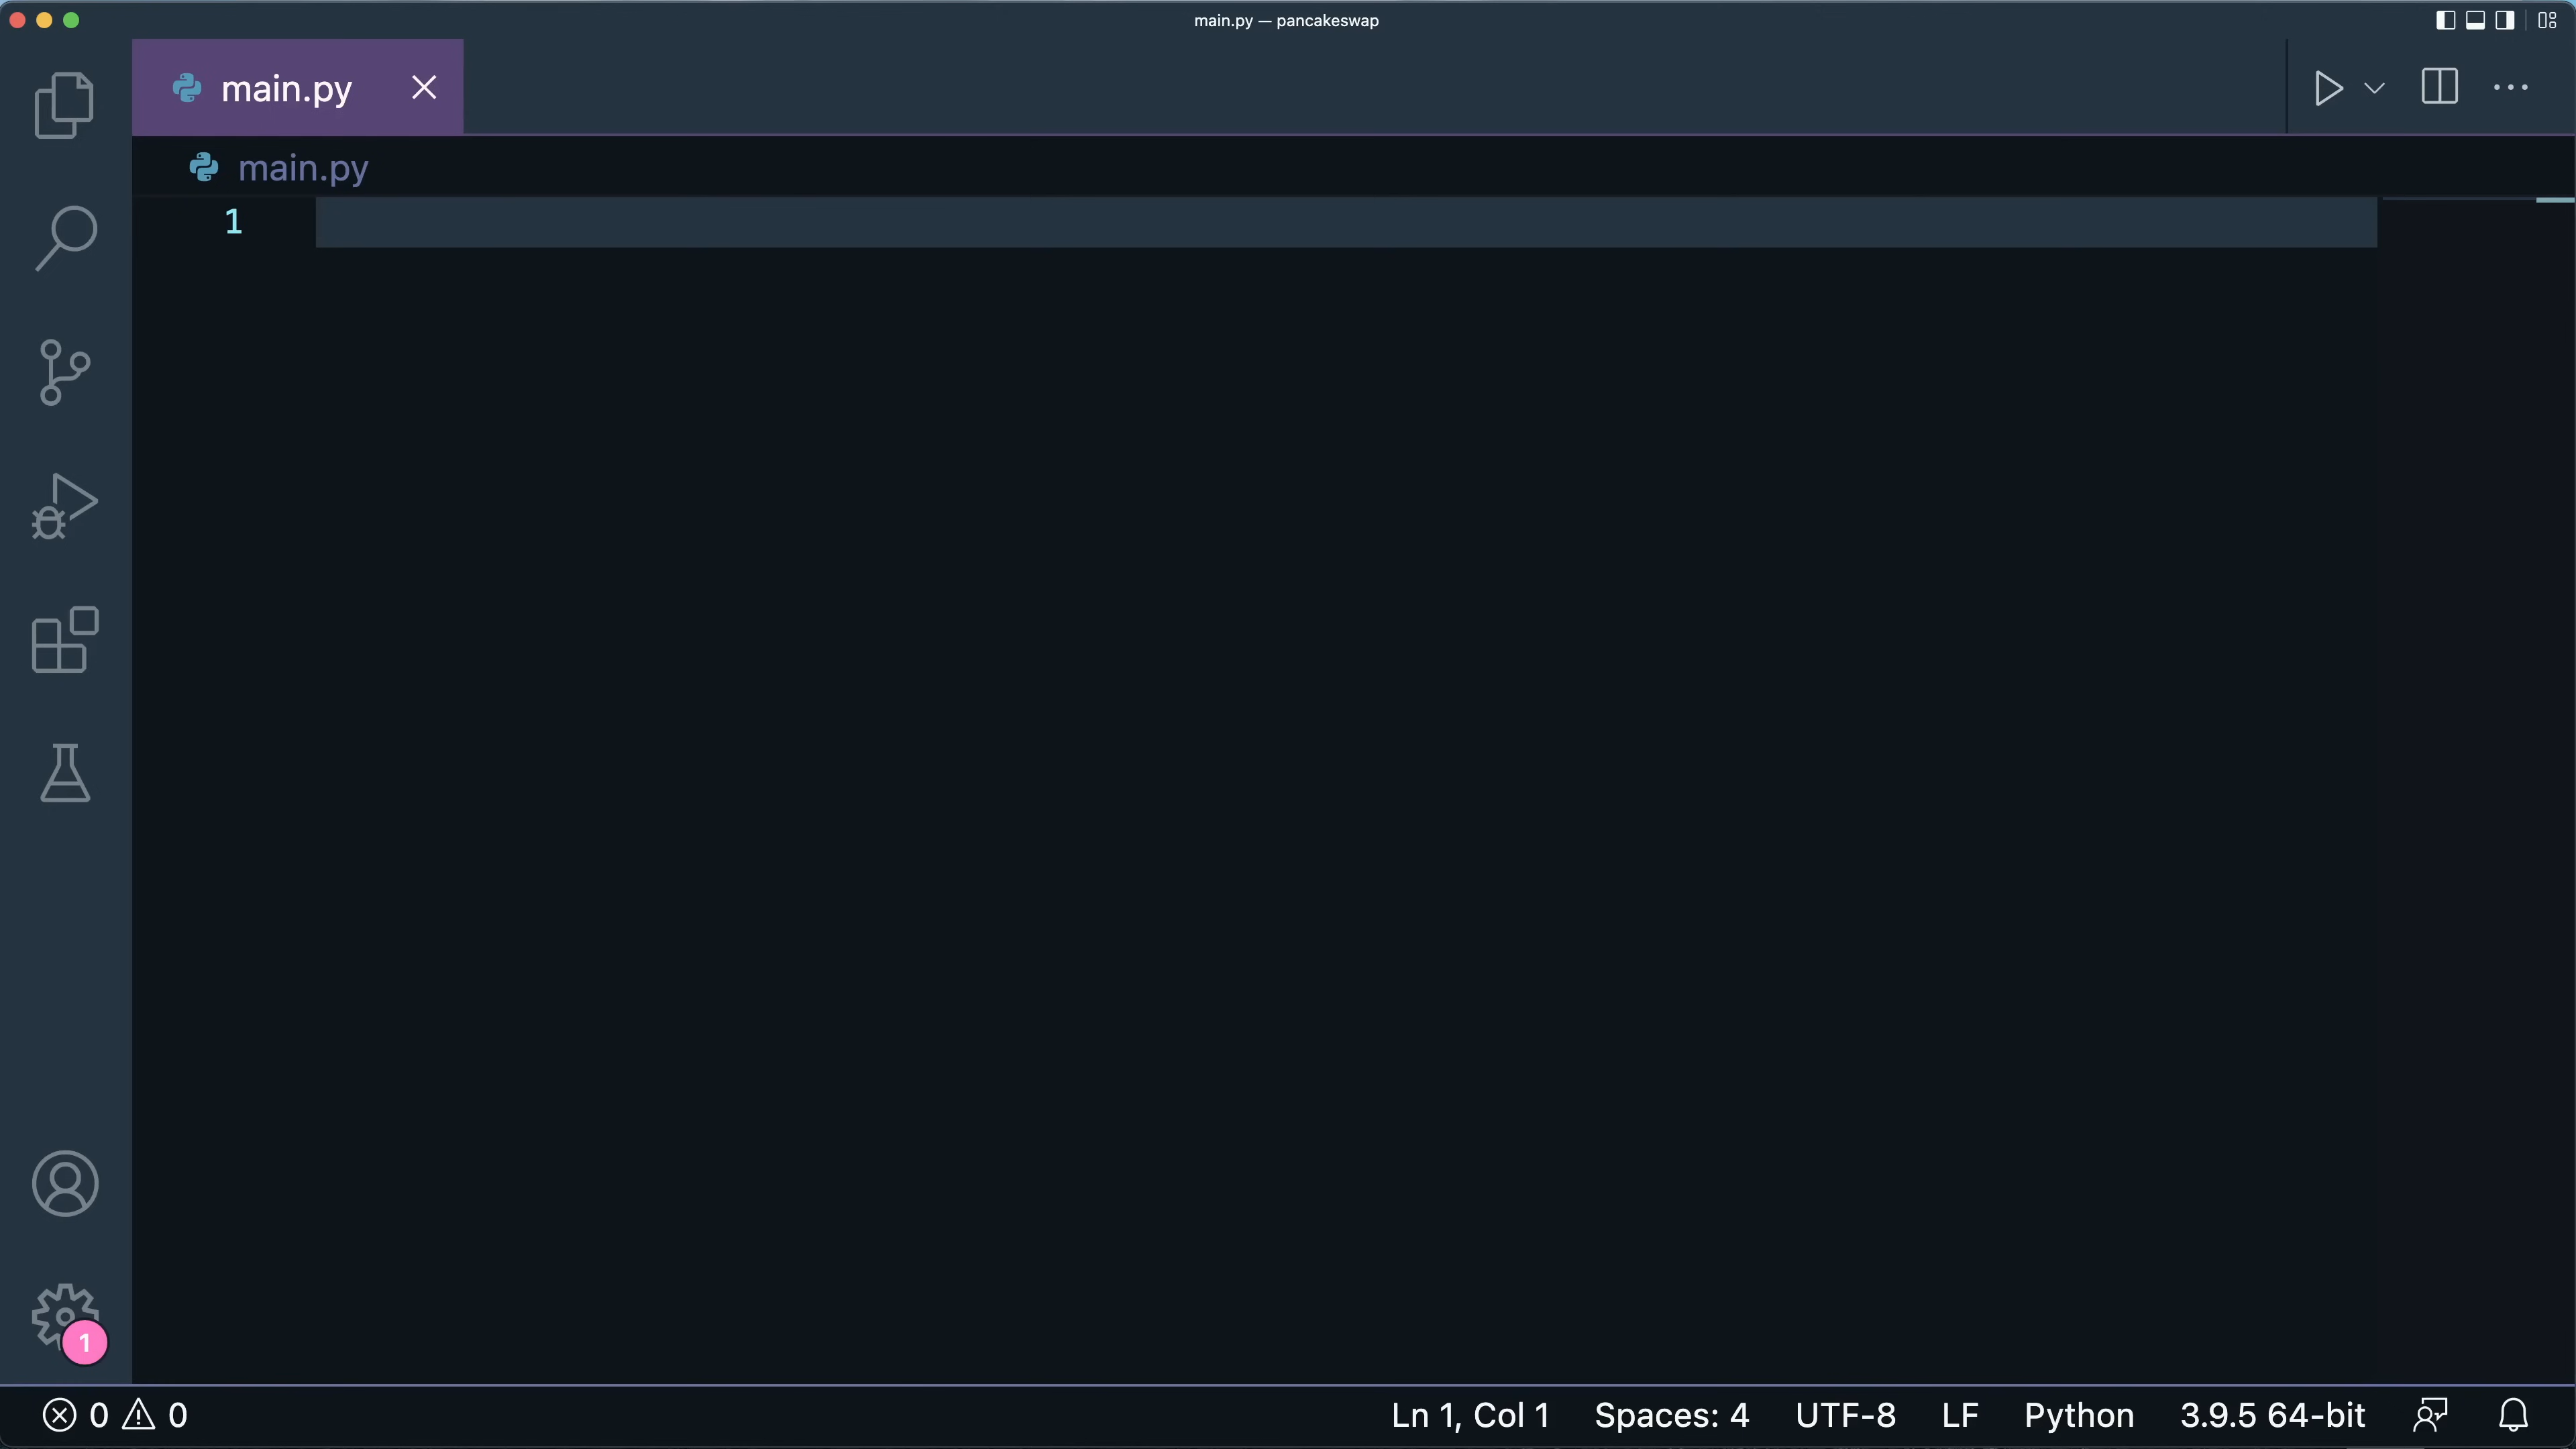 main.py — pancakeswap
main.py
main.py
1
1
0 0 Ln 1, Col 1 Spaces: 4 UTF-8 LF Python 3.9.5 64-bit